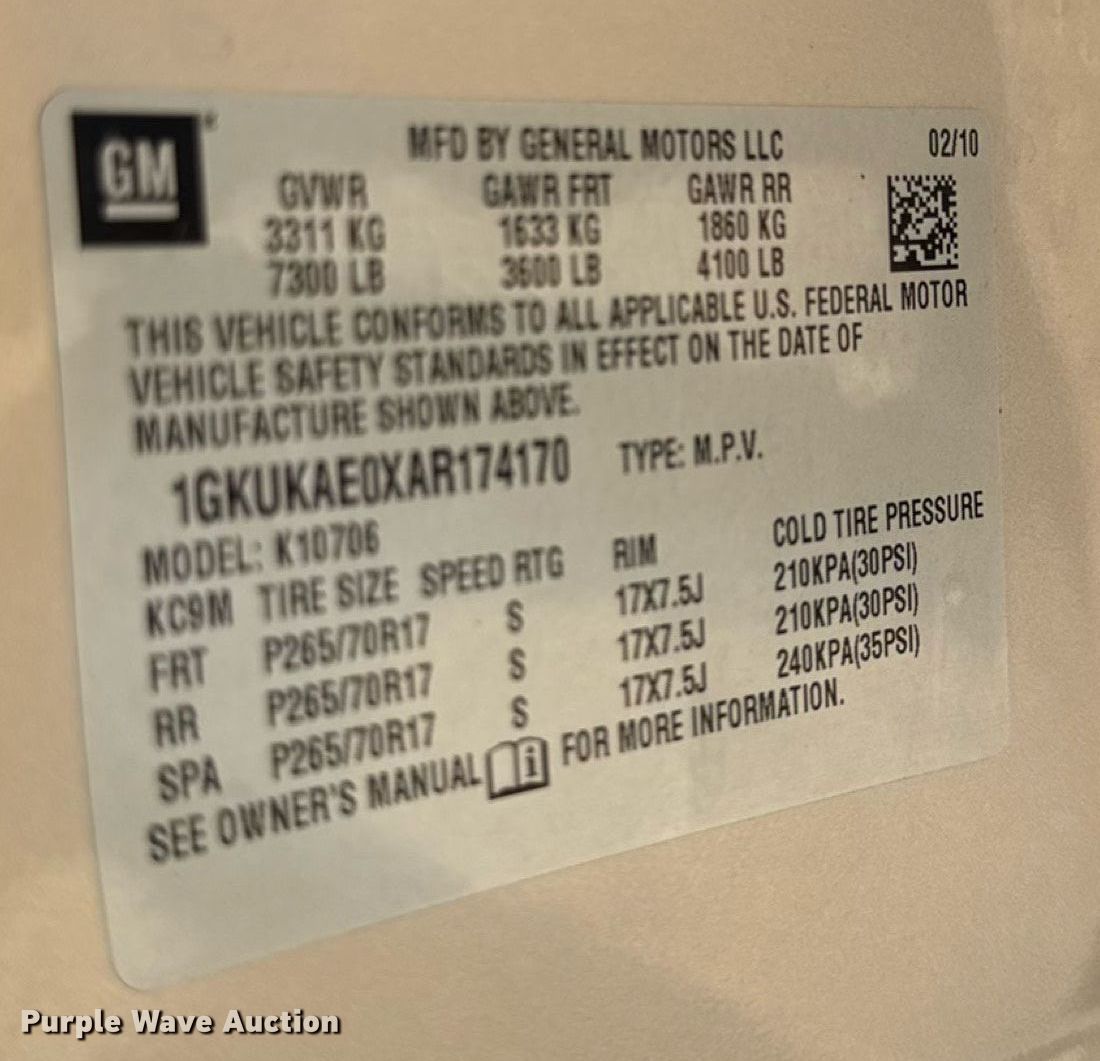 GM
MFD BY GENERAL MOTORS LLC 02/10
GVWR GAWR FRT GAWR RR
3311 KG 1633 KG 1860 KG
7300 LB 3600 LB 4100 LB
THIS VEHICLE CONFORMS TO ALL APPLICABLE U.S. FEDERAL MOTOR
VEHICLE SAFETY STANDARDS IN EFFECT ON THE DATE OF
MANUFACTURE SHOWN ABOVE.
1GKUKAE0XAR174170 TYPE: M.P.V.
MODEL: K10706
KC9M TIRE SIZE SPEED RTG RIM COLD TIRE PRESSURE
FRT P265/70R17 S 17X7.5J 210KPA(30PSI)
RR P265/70R17 S 17X7.5J 210KPA(30PSI)
SPA P265/70R17 S 17X7.5J 240KPA(35PSI)
SEE OWNER'S MANUAL i FOR MORE INFORMATION.
Purple Wave Auction